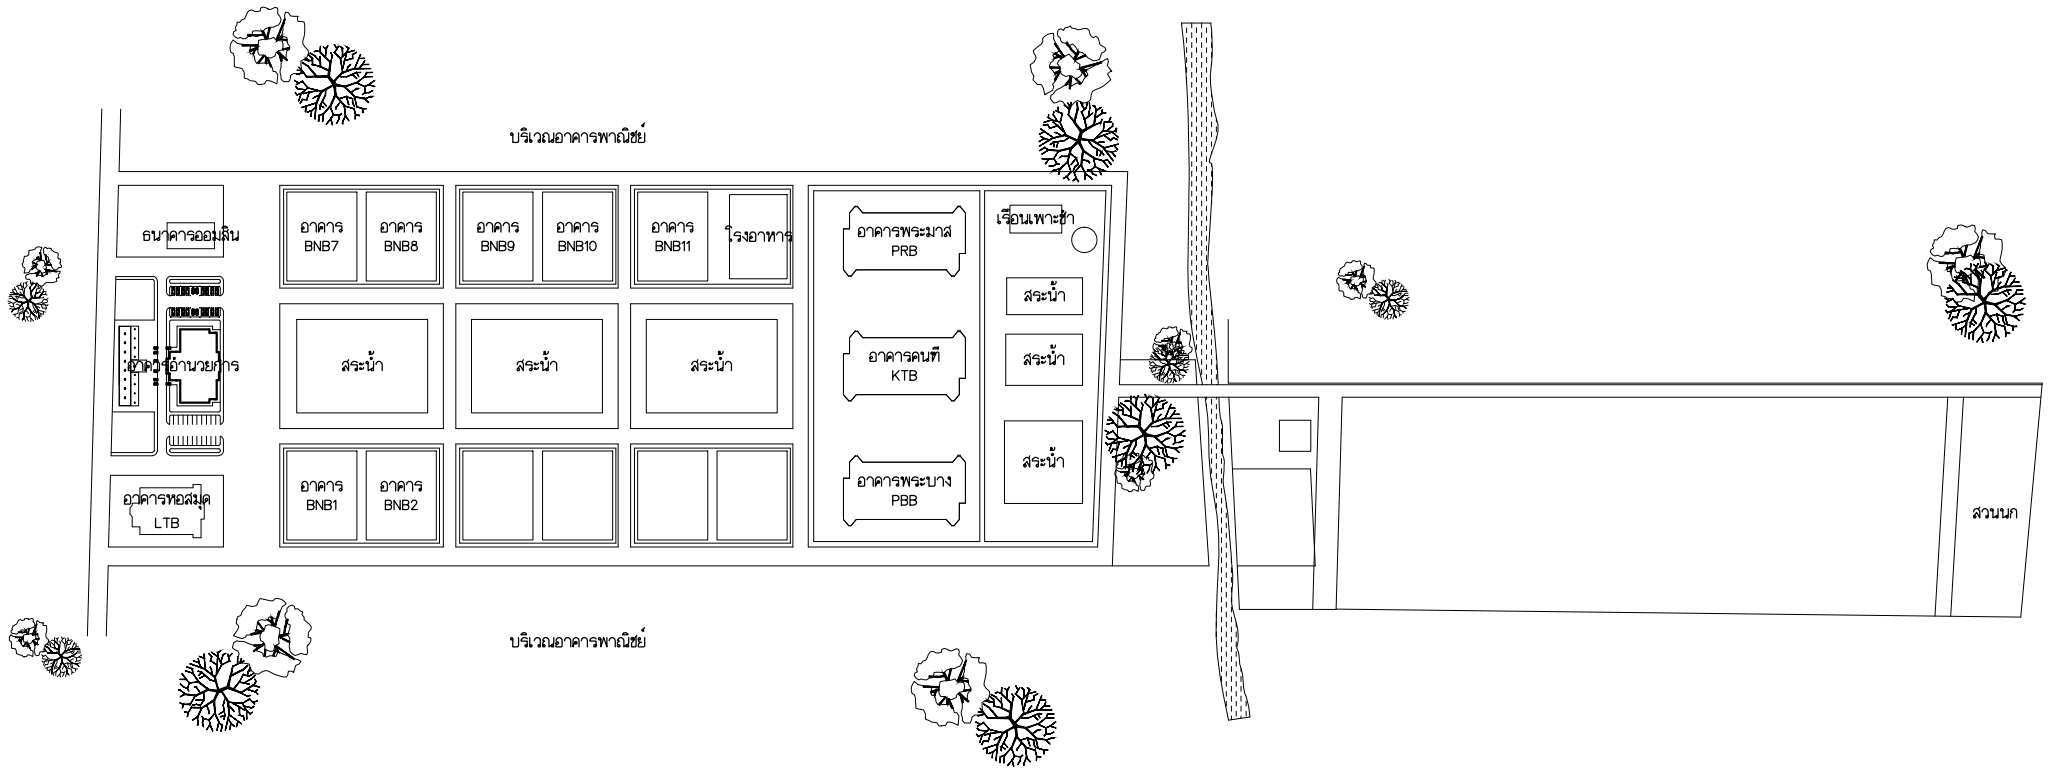 บริเวณอาคารพาณิชย์
ธนาคารออมสิน
อาคาร
BNB7
อาคาร
BNB8
อาคาร
BNB9
อาคาร
BNB10
อาคาร
BNB11
โรงอาหาร
อาคารพระมาส
PRB
เรือนเพาะชำ
สระน้ำ
อาคารอำนวยการ
สระน้ำ
สระน้ำ
สระน้ำ
อาคารคนที
KTB
สระน้ำ
อาคารหอสมุด
LTB
อาคาร
BNB1
อาคาร
BNB2
อาคารพระบาง
PBB
สระน้ำ
สวนนก
บริเวณอาคารพาณิชย์